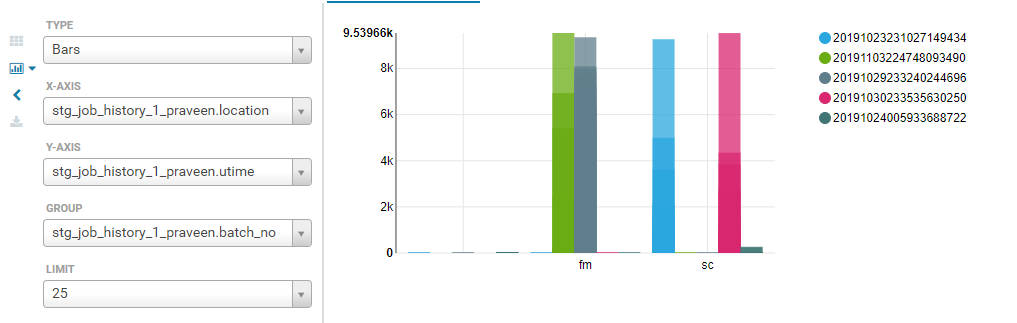 TYPE
Bars
X-AXIS
stg_job_history_1_praveen.location
Y-AXIS
stg_job_history_1_praveen.utime
GROUP
stg_job_history_1_praveen.batch_no
LIMIT
25
9.53966k
8k
6k
4k
2k
0
fm
sc
20191023231027149434
20191103224748093490
20191029233240244696
20191030233535630250
20191024005933688722